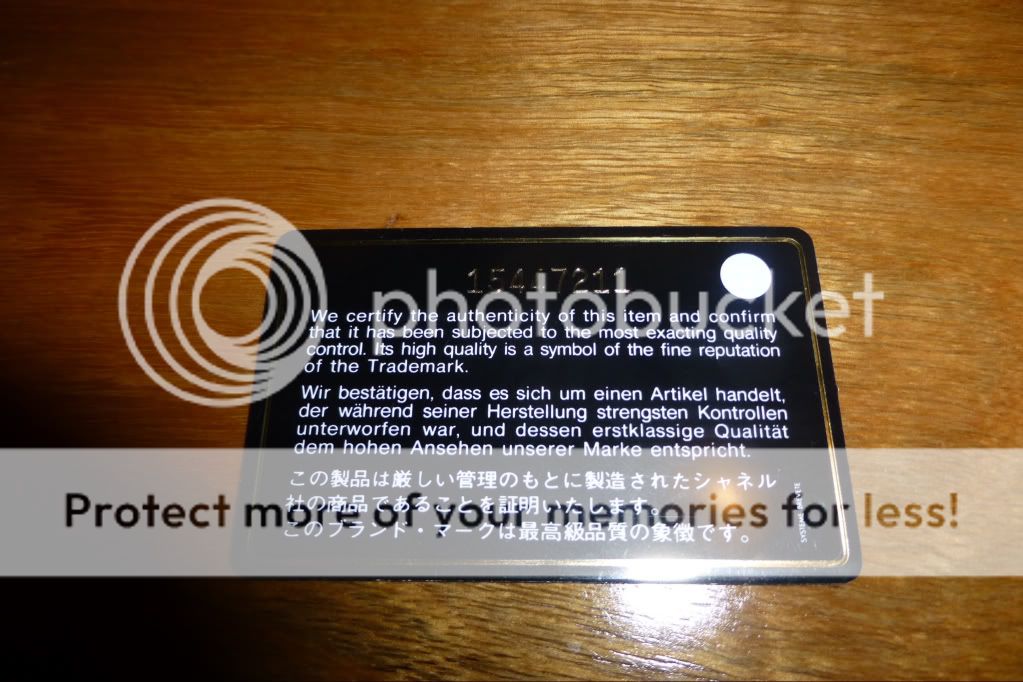 15447211
photobucket
We certify the authenticity of this item and confirm
that it has been subjected to the most exacting quality
control. Its high quality is a symbol of the fine reputation
of the Trademark.
Wir bestätigen, dass es sich um einen Artikel handelt,
der während seiner Herstellung strengsten Kontrollen
unterworfen war, und dessen erstklassige Qualität
dem hohen Ansehen unserer Marke entspricht.
この製品は厳しい管理のもとに製造されたシャネル
社の商品であることを証明いたします。
このブランド・マークは最高級品質の象徴です。
Protect more of your memories for less!
SYSTEME